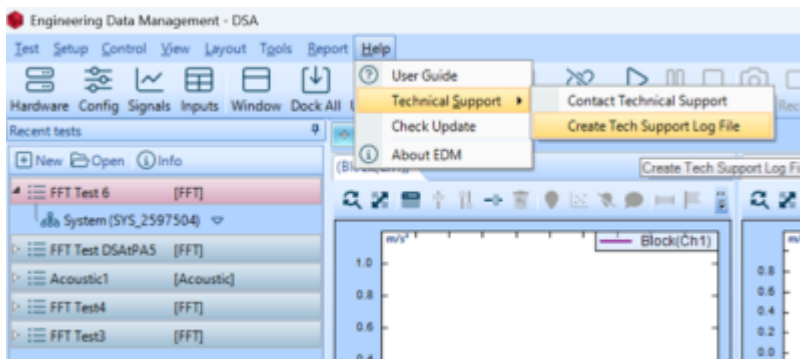 Engineering Data Management - DSA
Test Setup Control View Layout Tools Report Help
Hardware Config Signals Inputs Window Dock All
User Guide
Technical Support
Check Update
About EDM
Contact Technical Support
Create Tech Support Log File
Create Tech Support Log Fi
Recent tests
New Open Info
FFT Test 6 [FFT]
System (SYS_2597504)
FFT Test DSAtPA5 [FFT]
Acoustic1 [Acoustic]
FFT Test4 [FFT]
FFT Test3 [FFT]
m/s²
Block(Ch1)
1.0
0.8
0.6
0.4
0.8
0.6
0.4
0.2
0.0